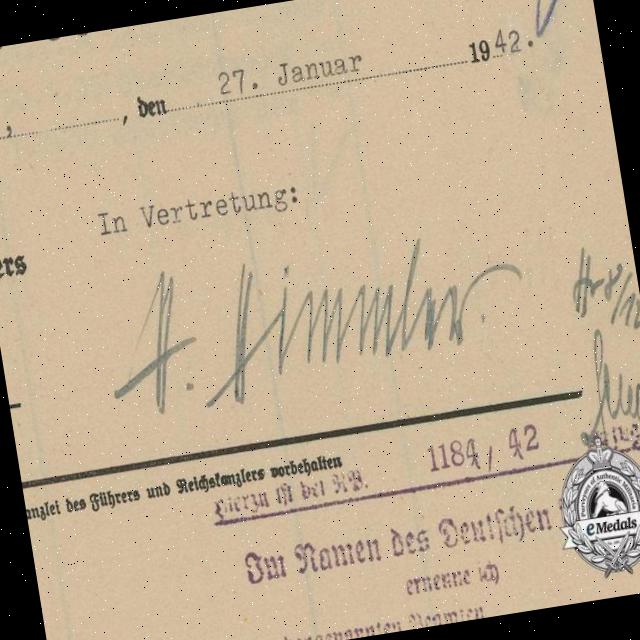 , den 27. Januar 1942.
In Vertretung:
ers
H. Himmler.
anzlei des Führers und Reichskanzlers vorbehalten
1184/42
Hierzu ist bei RV.
Im Namen des Deutschen
ernenne ich
eMedals